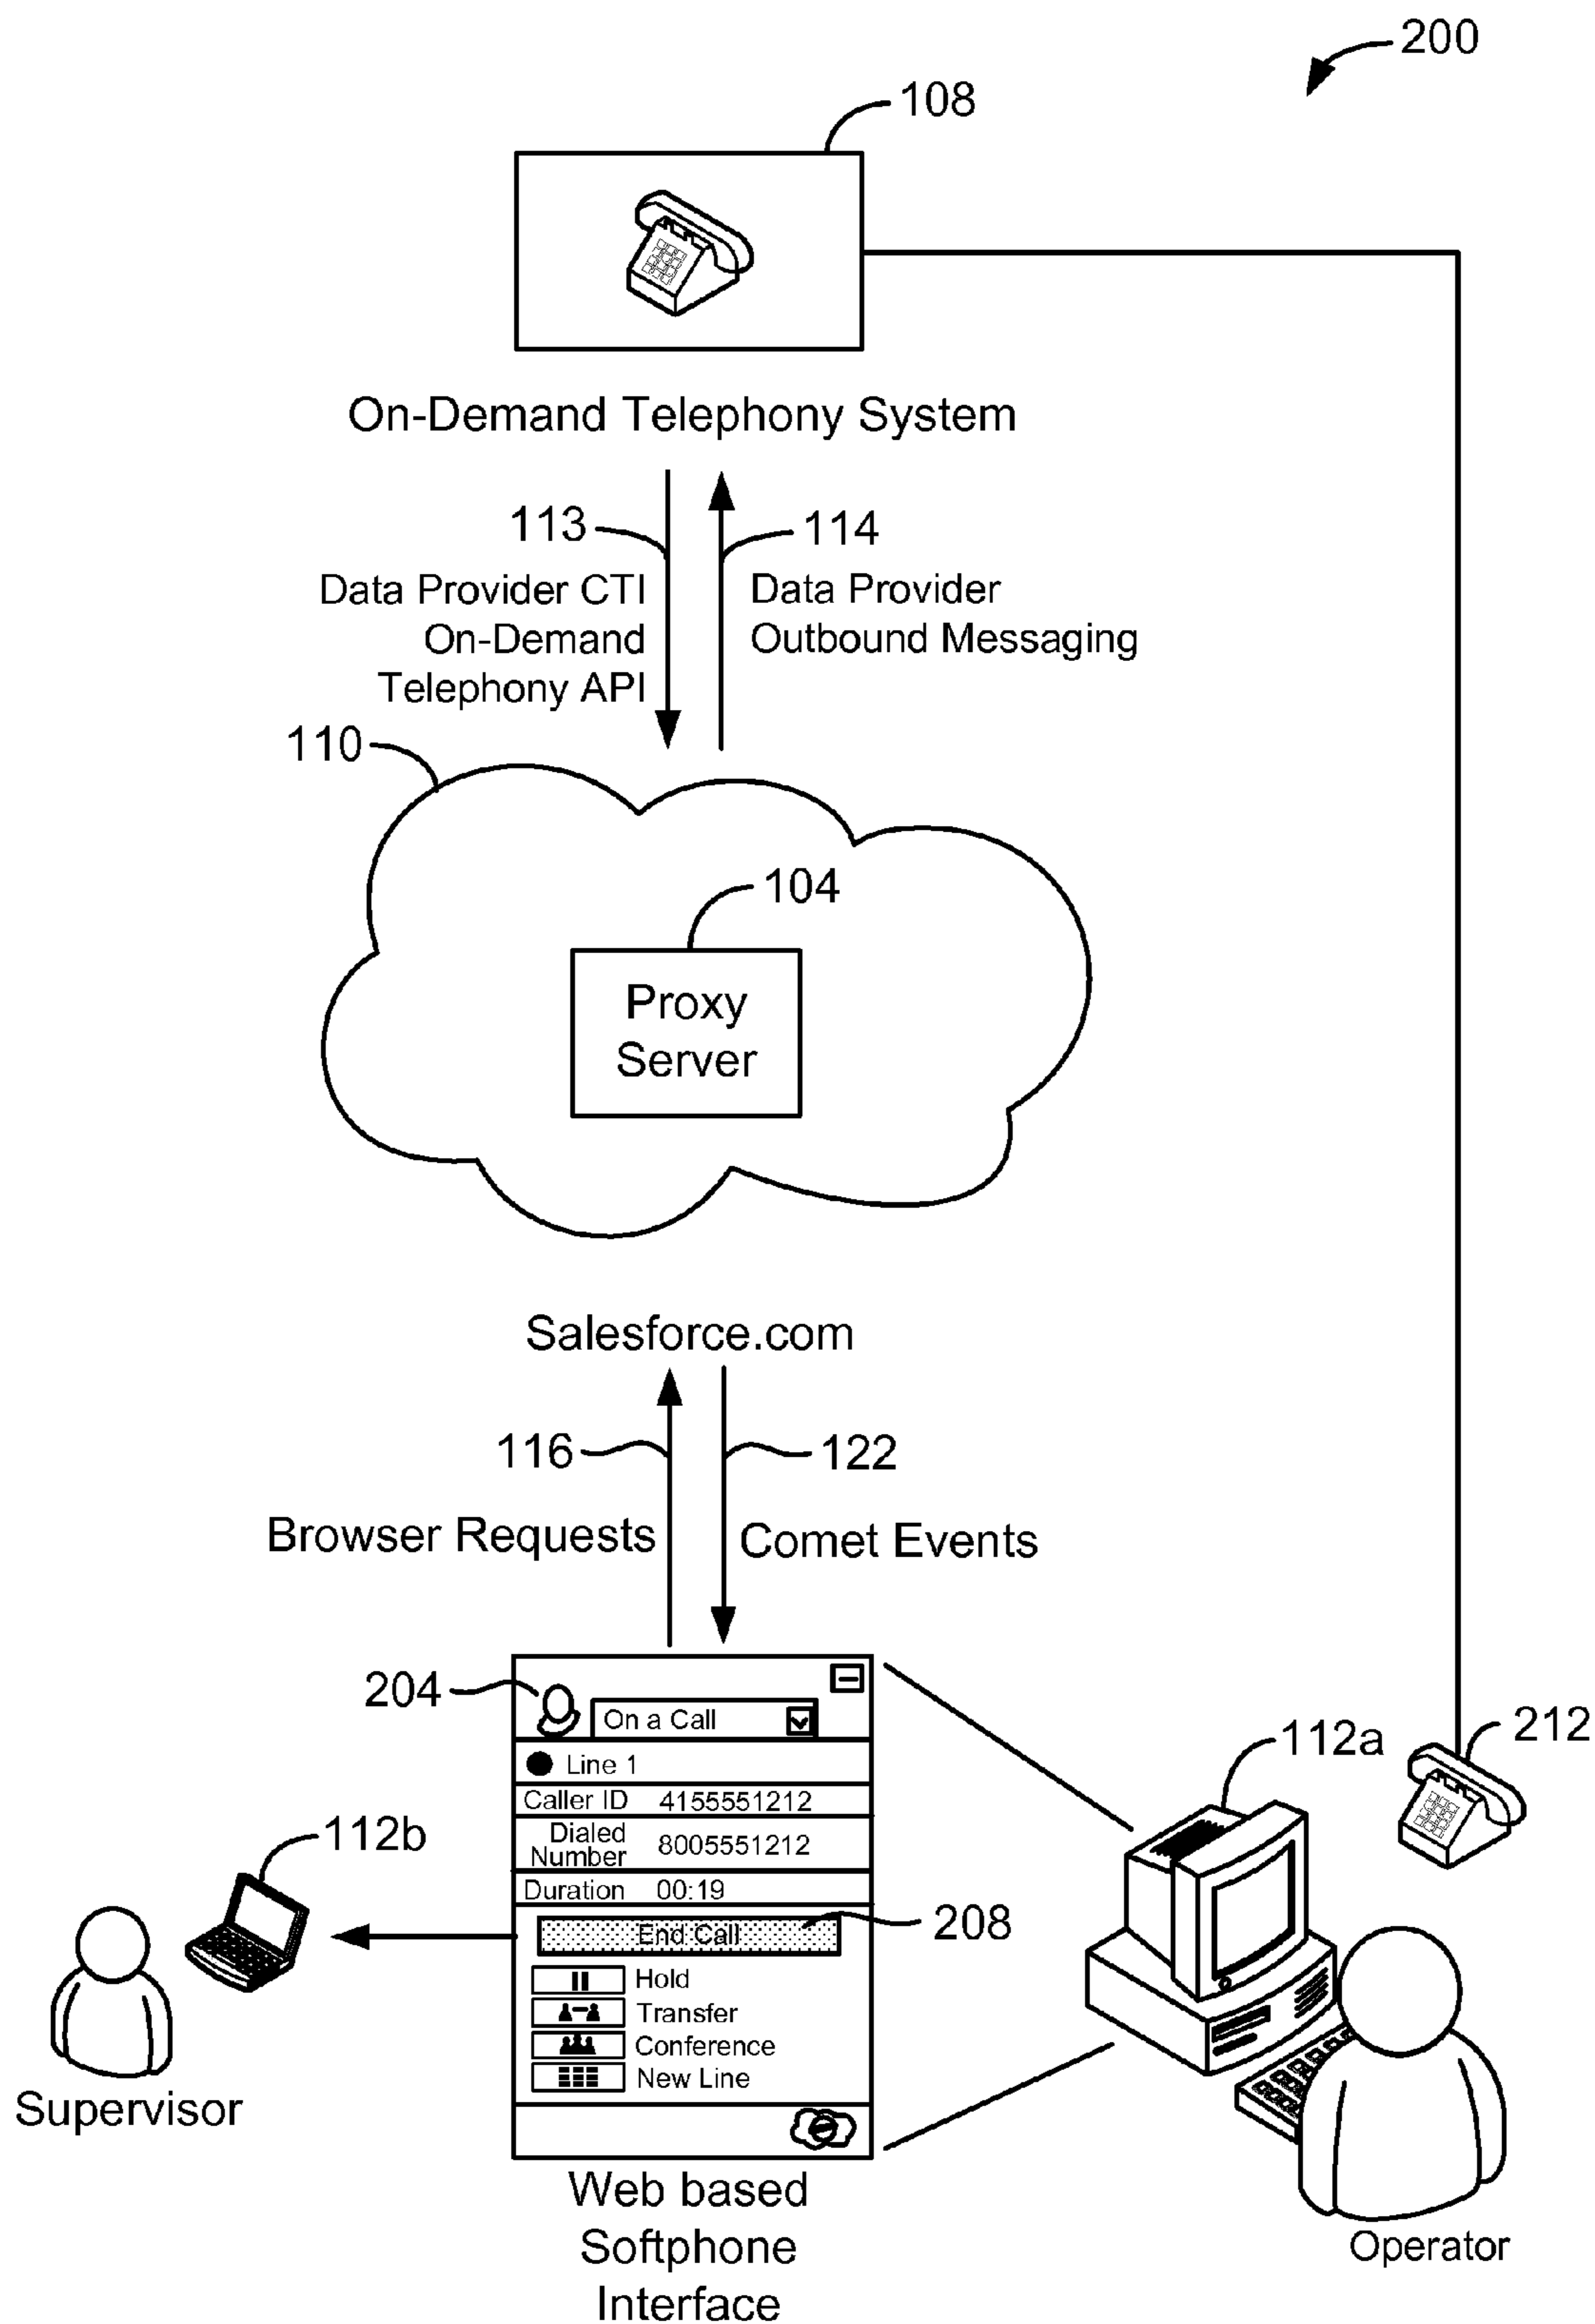 200
108
On-Demand Telephony System
113
114
Data Provider CTI
On-Demand
Telephony API
Data Provider
Outbound Messaging
110
104
Proxy
Server
Salesforce.com
116
122
Browser Requests
Comet Events
204
On a Call
Line 1
Caller ID 4155551212
Dialed
Number 8005551212
Duration 00:19
End Call
208
Hold
Transfer
Conference
New Line
112b
Supervisor
112a
212
Operator
Web based
Softphone
Interface